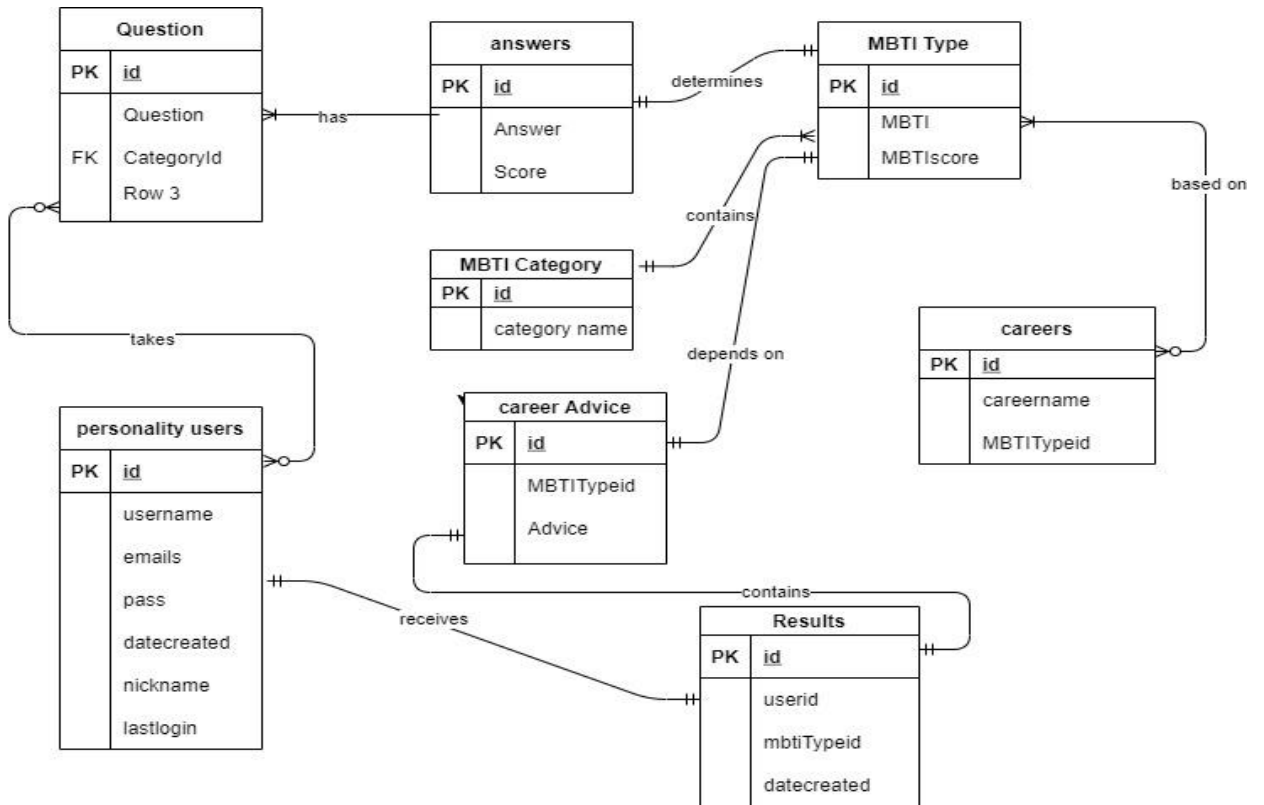 Question
PK id
Question
FK CategoryId
Row 3
has
answers
PK id
Answer
Score
determines
MBTI Type
PK id
MBTI
MBTIscore
based on
contains
MBTI Category
PK id
category name
depends on
careers
PK id
careername
MBTITypeid
takes
career Advice
PK id
MBTITypeid
Advice
personality users
PK id
username
emails
pass
datecreated
nickname
lastlogin
receives
contains
Results
PK id
userid
mbtiTypeid
datecreated